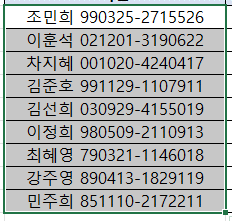 조민희 990325-2715526
이훈석 021201-3190622
차지혜 001020-4240417
김준호 991129-1107911
김선희 030929-4155019
이정희 980509-2110913
최혜영 790321-1146018
강주영 890413-1829119
민주희 851110-2172211